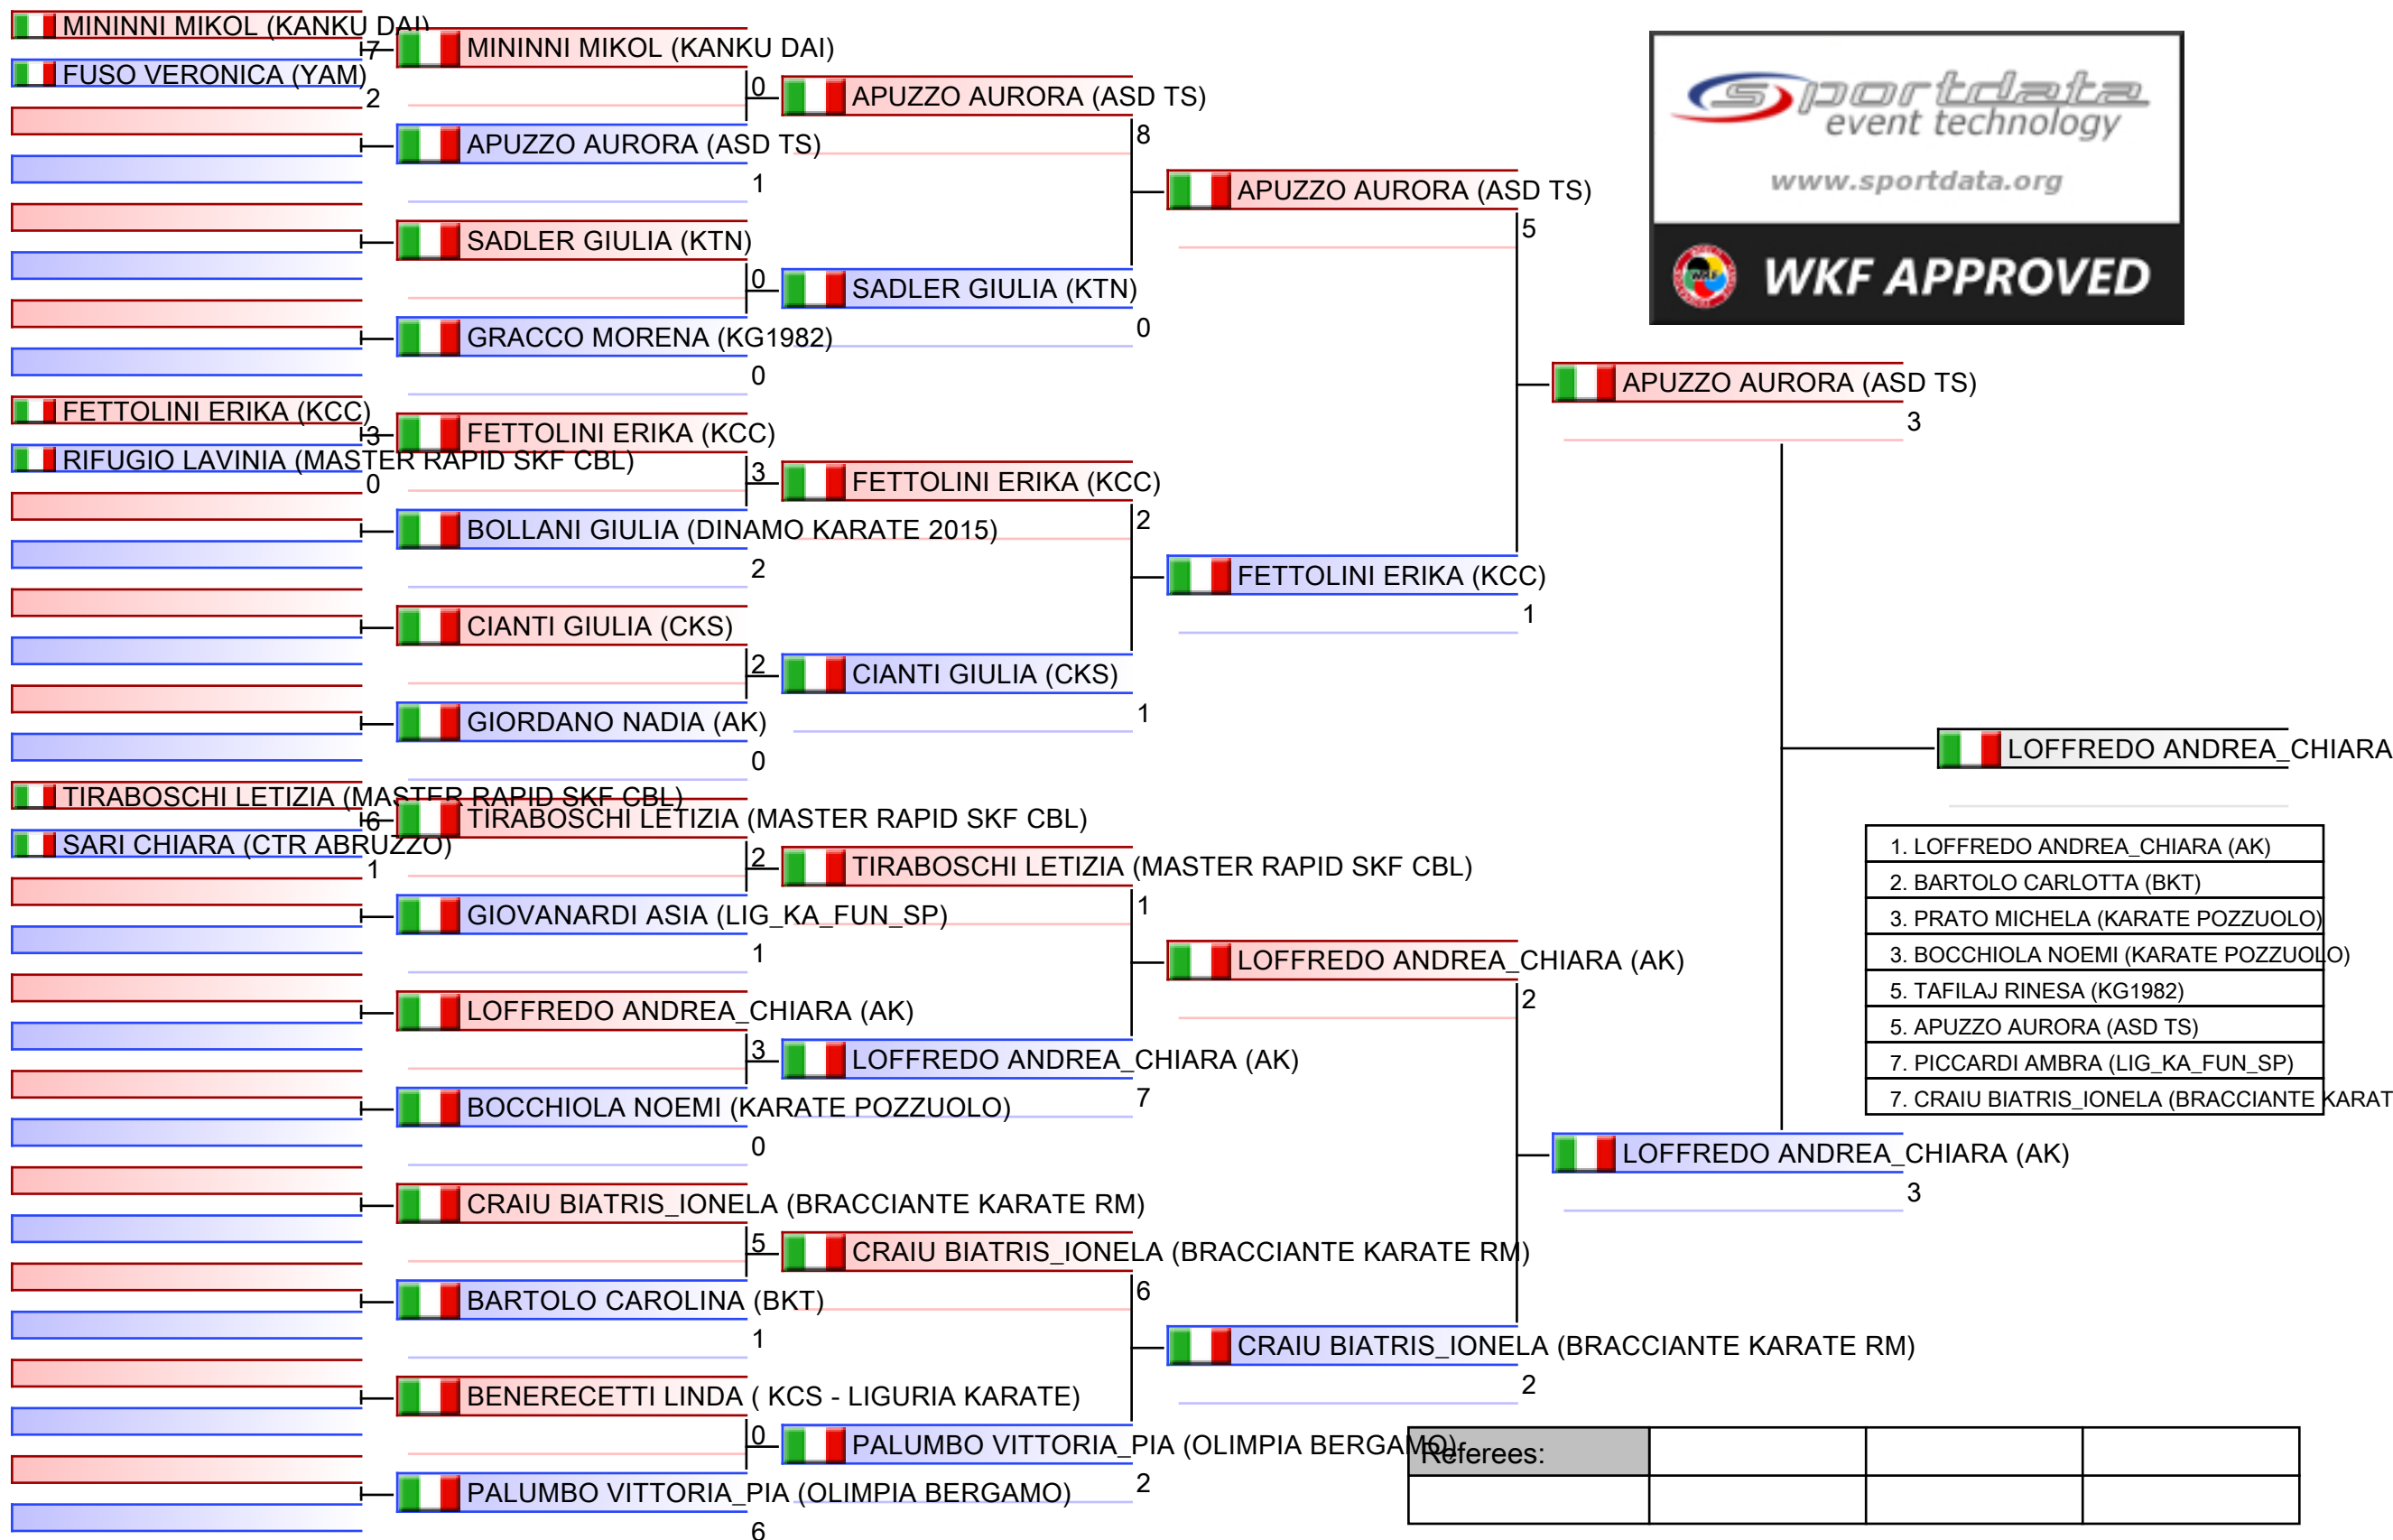 MININNI MIKOL (KANKU DAI)
7
FUSO VERONICA (YAM)
2
FETTOLINI ERIKA (KCC)
3
RIFUGIO LAVINIA (MASTER RAPID SKF CBL)
0
TIRABOSCHI LETIZIA (MASTER RAPID SKF CBL)
6
SARI CHIARA (CTR ABRUZZO)
1
MININNI MIKOL (KANKU DAI)
0
APUZZO AURORA (ASD TS)
1
SADLER GIULIA (KTN)
0
GRACCO MORENA (KG1982)
0
FETTOLINI ERIKA (KCC)
3
BOLLANI GIULIA (DINAMO KARATE 2015)
2
CIANTI GIULIA (CKS)
2
GIORDANO NADIA (AK)
0
TIRABOSCHI LETIZIA (MASTER RAPID SKF CBL)
2
GIOVANARDI ASIA (LIG_KA_FUN_SP)
1
LOFFREDO ANDREA_CHIARA (AK)
3
BOCCHIOLA NOEMI (KARATE POZZUOLO)
0
CRAIU BIATRIS_IONELA (BRACCIANTE KARATE RM)
5
BARTOLO CAROLINA (BKT)
1
BENERECETTI LINDA ( KCS - LIGURIA KARATE)
0
PALUMBO VITTORIA_PIA (OLIMPIA BERGAMO)
6
APUZZO AURORA (ASD TS)
8
SADLER GIULIA (KTN)
0
FETTOLINI ERIKA (KCC)
2
CIANTI GIULIA (CKS)
1
TIRABOSCHI LETIZIA (MASTER RAPID SKF CBL)
1
LOFFREDO ANDREA_CHIARA (AK)
7
CRAIU BIATRIS_IONELA (BRACCIANTE KARATE RM)
6
PALUMBO VITTORIA_PIA (OLIMPIA BERGAMO)
2
APUZZO AURORA (ASD TS)
5
FETTOLINI ERIKA (KCC)
1
LOFFREDO ANDREA_CHIARA (AK)
2
CRAIU BIATRIS_IONELA (BRACCIANTE KARATE RM)
2
APUZZO AURORA (ASD TS)
3
LOFFREDO ANDREA_CHIARA (AK)
3
LOFFREDO ANDREA_CHIARA
sportdata
event technology
www.sportdata.org
WKF
WKF APPROVED
1. LOFFREDO ANDREA_CHIARA (AK)
2. BARTOLO CARLOTTA (BKT)
3. PRATO MICHELA (KARATE POZZUOLO)
3. BOCCHIOLA NOEMI (KARATE POZZUOLO)
5. TAFILAJ RINESA (KG1982)
5. APUZZO AURORA (ASD TS)
7. PICCARDI AMBRA (LIG_KA_FUN_SP)
7. CRAIU BIATRIS_IONELA (BRACCIANTE KARAT
Referees: